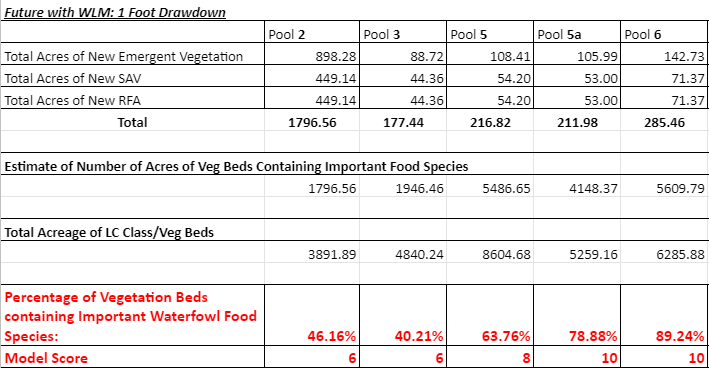 Future with WLM: 1 Foot Drawdown
Pool 2 Pool 3 Pool 5 Pool 5a Pool 6
Total Acres of New Emergent Vegetation 898.28 88.72 108.41 105.99 142.73
Total Acres of New SAV 449.14 44.36 54.20 53.00 71.37
Total Acres of New RFA 449.14 44.36 54.20 53.00 71.37
Total 1796.56 177.44 216.82 211.98 285.46
Estimate of Number of Acres of Veg Beds Containing Important Food Species
1796.56 1946.46 5486.65 4148.37 5609.79
Total Acreage of LC Class/Veg Beds
3891.89 4840.24 8604.68 5259.16 6285.88
Percentage of Vegetation Beds
containing Important Waterfowl Food
Species: 46.16% 40.21% 63.76% 78.88% 89.24%
Model Score 6 6 8 10 10